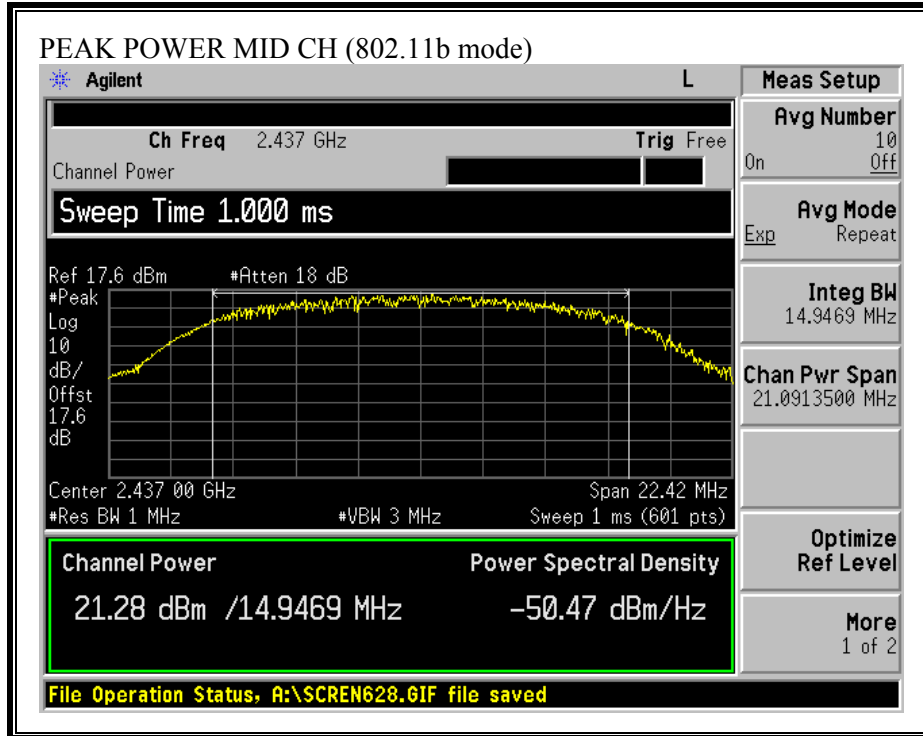 PEAK POWER MID CH (802.11b mode)
Agilent L
Meas Setup
Ch Freq 2.437 GHz Trig Free
Channel Power
Sweep Time 1.000 ms
Ref 17.6 dBm #Atten 18 dB
#Peak
Log
10
dB/
Offst
17.6
dB
Center 2.437 00 GHz Span 22.42 MHz
#Res BW 1 MHz #VBW 3 MHz Sweep 1 ms (601 pts)
Channel Power Power Spectral Density
21.28 dBm /14.9469 MHz -50.47 dBm/Hz
File Operation Status, A:\SCREN628.GIF file saved
Avg Number
10
On Off
Avg Mode
Exp Repeat
Integ BW
14.9469 MHz
Chan Pwr Span
21.0913500 MHz
Optimize
Ref Level
More
1 of 2